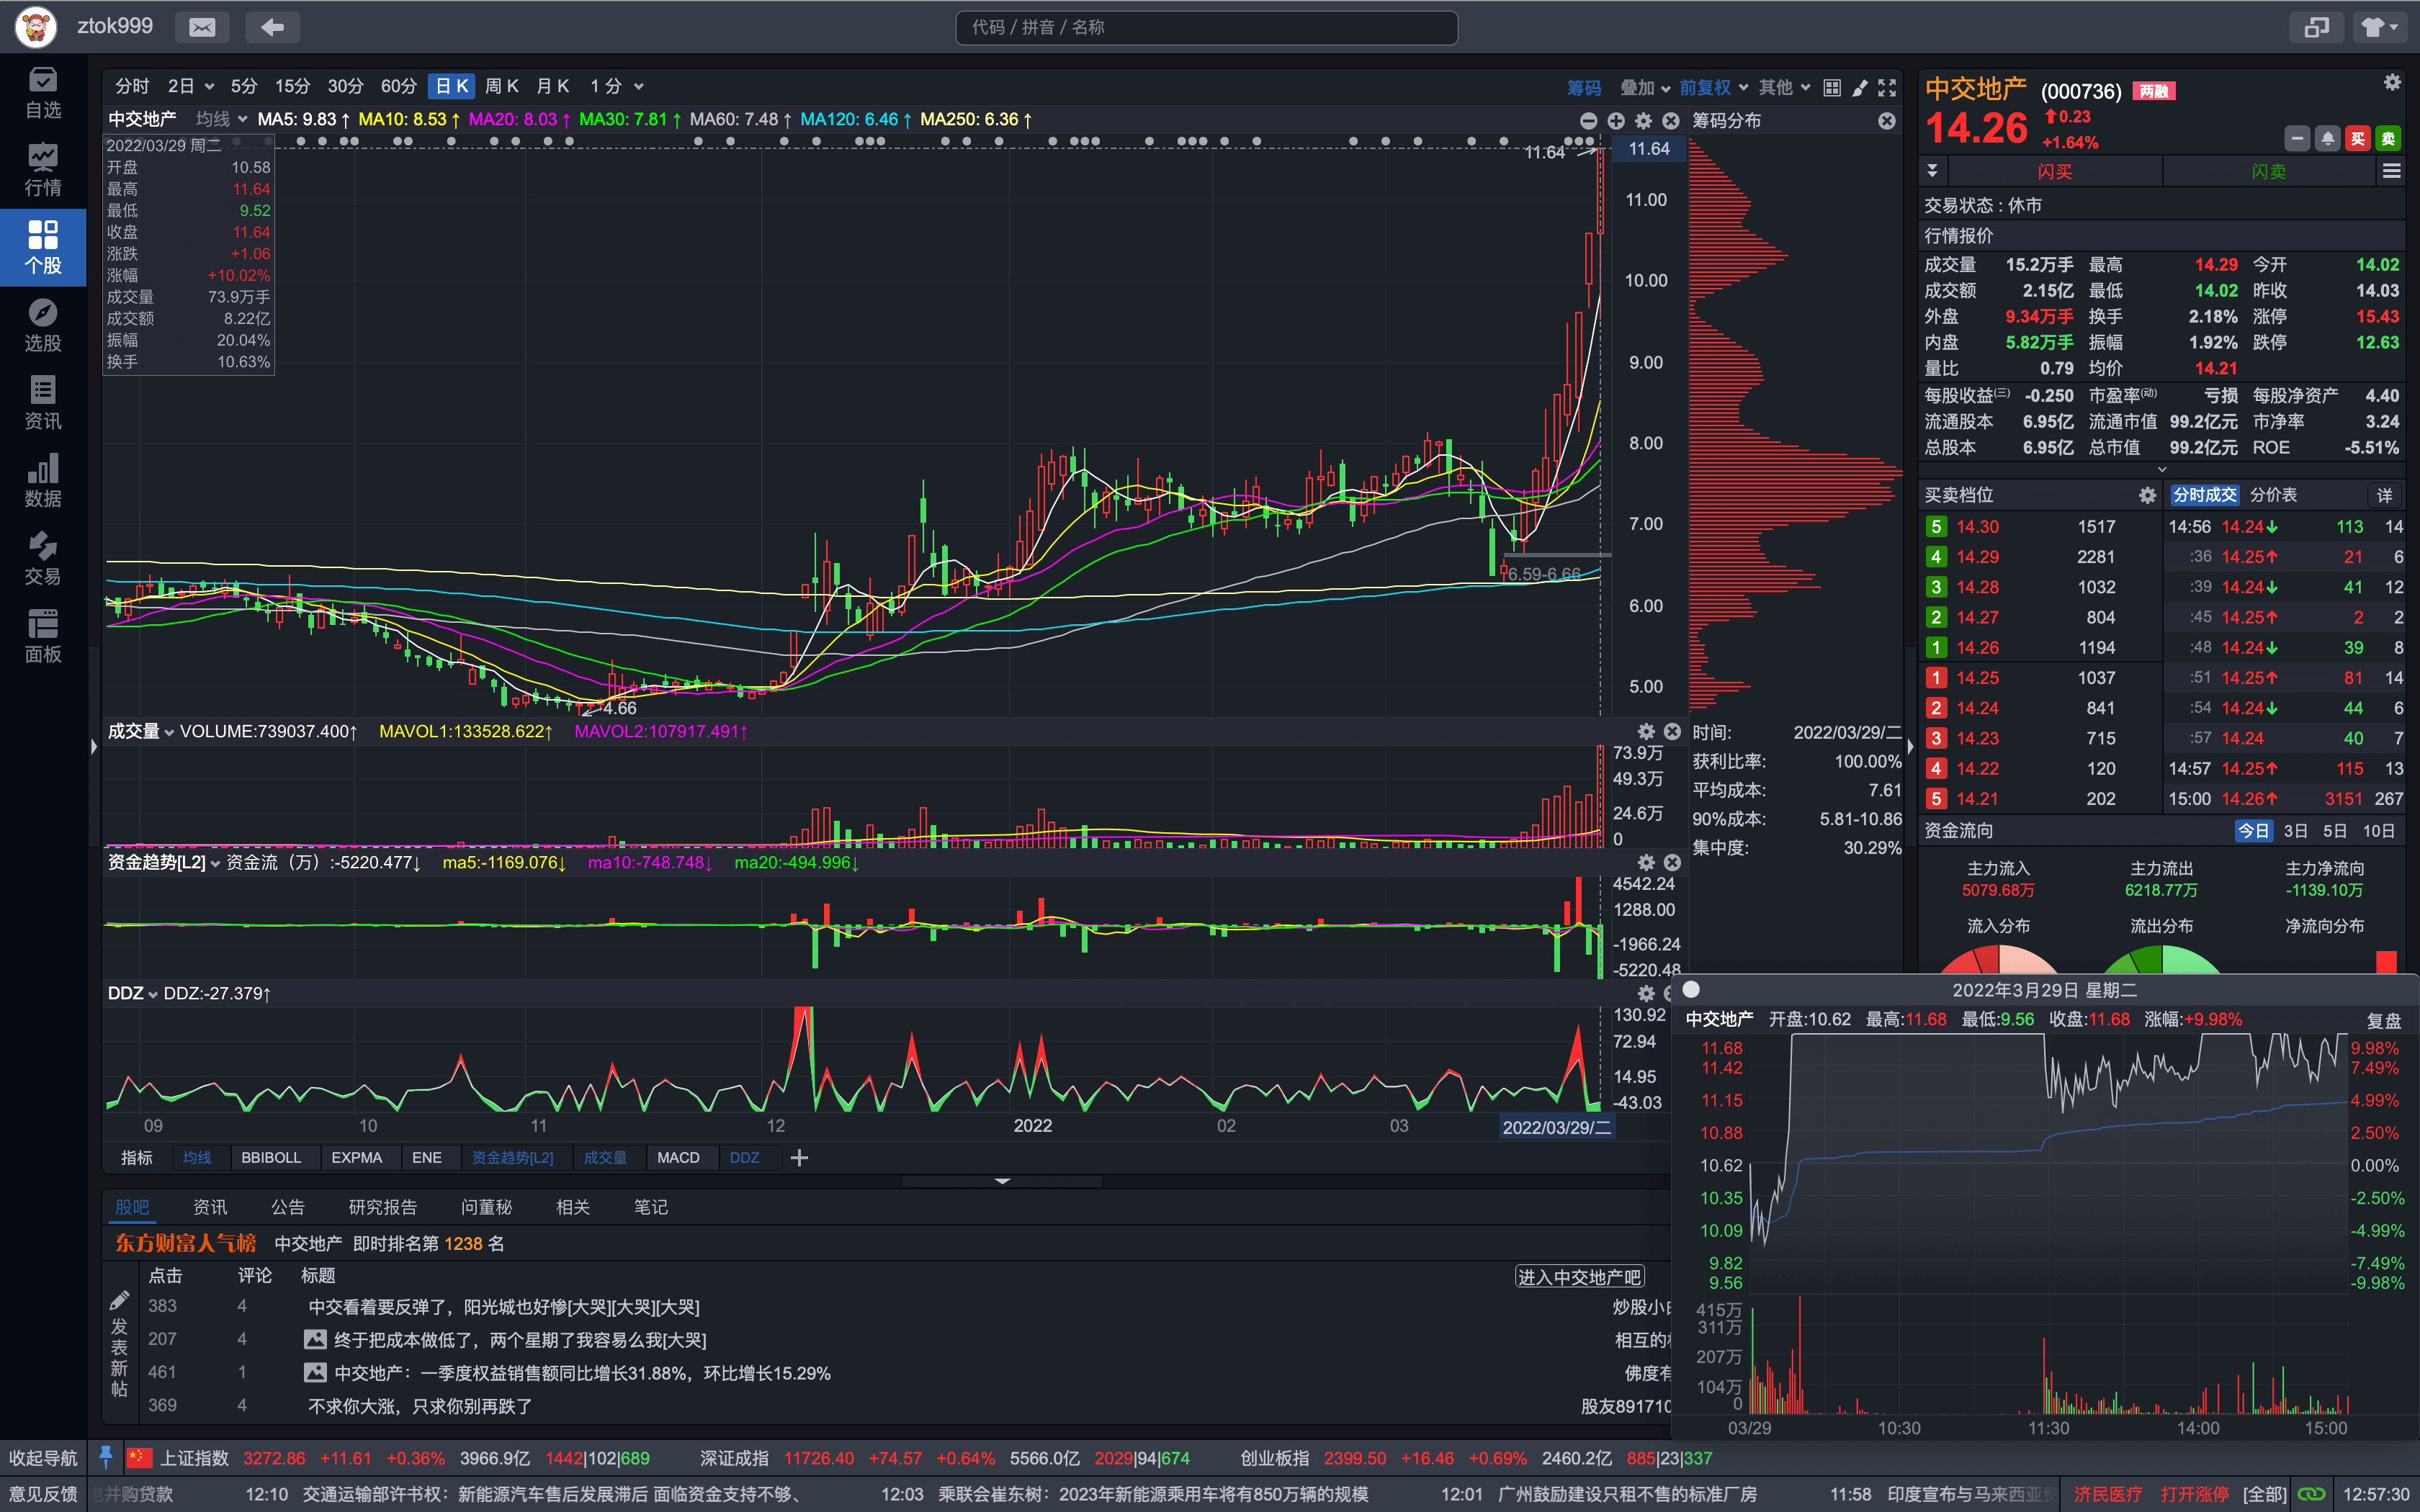 ztok999
代码 / 拼音 / 名称
自选
行情
个股
选股
资讯
数据
交易
面板
分时 2日 5分 15分 30分 60分 日K 周K 月K 1分 筹码 叠加 前复权 其他
中交地产 均线 MA5: 9.83↑ MA10: 8.53↑ MA20: 8.03↑ MA30: 7.81↑ MA60: 7.48↑ MA120: 6.46↑ MA250: 6.36↑
2022/03/29 周二
开盘 10.58
最高 11.64
最低 9.52
收盘 11.64
涨跌 +1.06
涨幅 +10.02%
成交量 73.9万手
成交额 8.22亿
振幅 20.04%
换手 10.63%
11.64
6.59-6.66
4.66
11.64
11.00
10.00
9.00
8.00
7.00
6.00
5.00
筹码分布
时间: 2022/03/29/二
获利比率: 100.00%
平均成本: 7.61
90%成本: 5.81-10.86
集中度: 30.29%
成交量 VOLUME:739037.400↑ MAVOL1:133528.622↑ MAVOL2:107917.491↑
73.9万
49.3万
24.6万
0
资金趋势[L2] 资金流（万）:-5220.477↓ ma5:-1169.076↓ ma10:-748.748↓ ma20:-494.996↓
4542.24
1288.00
-1966.24
-5220.48
DDZ DDZ:-27.379↑
130.92
72.94
14.95
-43.03
09 10 11 12 2022 02 03 2022/03/29/二
指标 均线 BBIBOLL EXPMA ENE 资金趋势[L2] 成交量 MACD DDZ
股吧 资讯 公告 研究报告 问董秘 相关 笔记
东方财富人气榜 中交地产 即时排名第 1238 名
点击 评论 标题 进入中交地产吧
发表新帖
383 4 中交看着要反弹了，阳光城也好惨[大哭][大哭][大哭] 炒股小
207 4 终于把成本做低了，两个星期了我容易么我[大哭] 相互的
461 1 中交地产：一季度权益销售额同比增长31.88%，环比增长15.29% 佛度有
369 4 不求你大涨，只求你别再跌了 股友891710
中交地产 (000736) 两融
14.26 0.23
+1.64%
买 卖
闪买 闪卖
交易状态 : 休市
行情报价
成交量 15.2万手 最高 14.29 今开 14.02
成交额 2.15亿 最低 14.02 昨收 14.03
外盘 9.34万手 换手 2.18% 涨停 15.43
内盘 5.82万手 振幅 1.92% 跌停 12.63
量比 0.79 均价 14.21
每股收益(三) -0.250 市盈率(动) 亏损 每股净资产 4.40
流通股本 6.95亿 流通市值 99.2亿元 市净率 3.24
总股本 6.95亿 总市值 99.2亿元 ROE -5.51%
买卖档位
5 14.30 1517
4 14.29 2281
3 14.28 1032
2 14.27 804
1 14.26 1194
1 14.25 1037
2 14.24 841
3 14.23 715
4 14.22 120
5 14.21 202
分时成交 分价表 详
14:56 14.24↓ 113 14
:36 14.25↑ 21 6
:39 14.24↓ 41 12
:45 14.25↑ 2 2
:48 14.24↓ 39 8
:51 14.25↑ 81 14
:54 14.24↓ 44 6
:57 14.24 40 7
14:57 14.25↑ 115 13
15:00 14.26↑ 3151 267
资金流向 今日 3日 5日 10日
主力流入 主力流出 主力净流向
5079.68万 6218.77万 -1139.10万
流入分布 流出分布 净流向分布
2022年3月29日 星期二
中交地产 开盘:10.62 最高:11.68 最低:9.56 收盘:11.68 涨幅:+9.98% 复盘
11.68 9.98%
11.42 7.49%
11.15 4.99%
10.88 2.50%
10.62 0.00%
10.35 -2.50%
10.09 -4.99%
9.82 -7.49%
9.56 -9.98%
415万
311万
207万
104万
0
03/29 10:30 11:30 14:00 15:00
收起导航 上证指数 3272.86 +11.61 +0.36% 3966.9亿 1442|102|689 深证成指 11726.40 +74.57 +0.64% 5566.0亿 2029|94|674 创业板指 2399.50 +16.46 +0.69% 2460.2亿 885|23|337
意见反馈 并购贷款 12:10 交通运输部许书权：新能源汽车售后发展滞后 面临资金支持不够、 12:03 乘联会崔东树：2023年新能源乘用车将有850万辆的规模 12:01 广州鼓励建设只租不售的标准厂房 11:58 印度宣布与马来西亚 济民医疗 打开涨停 [全部] 12:57:30